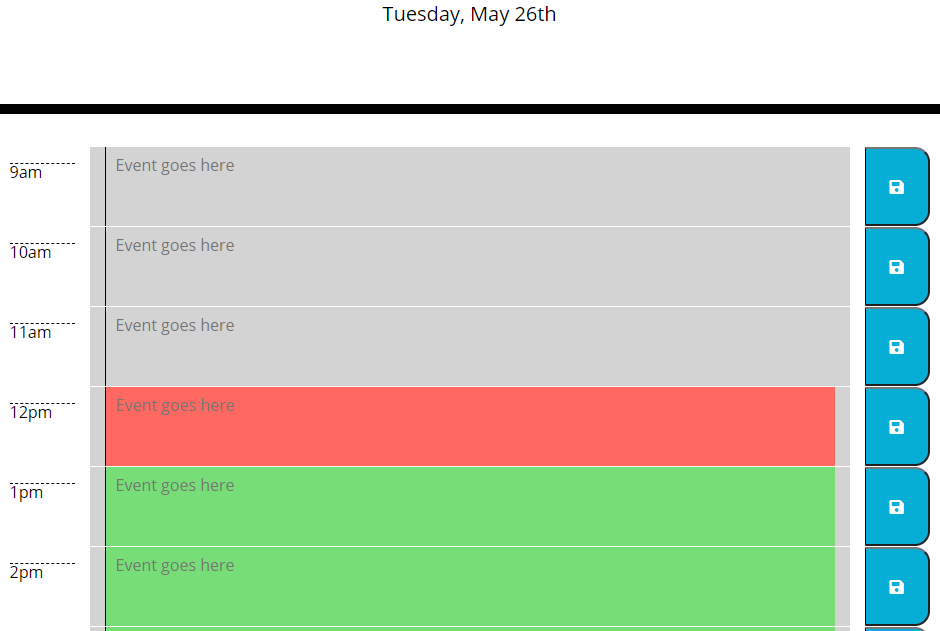 Tuesday, May 26th
9am
Event goes here
10am
Event goes here
11am
Event goes here
12pm
Event goes here
1pm
Event goes here
2pm
Event goes here